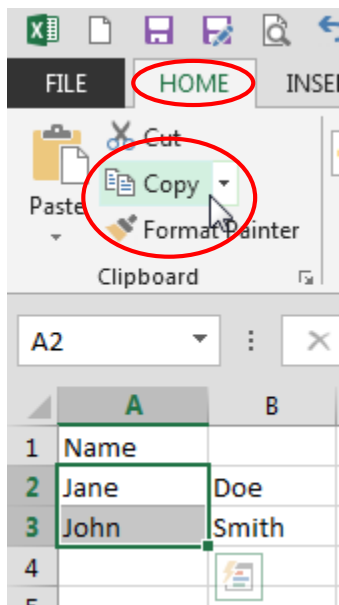 FILE HOME INSE
Cut
Copy
Paste
Format Painter
Clipboard
A2
A B
1 Name
2 Jane Doe
3 John Smith
4
5